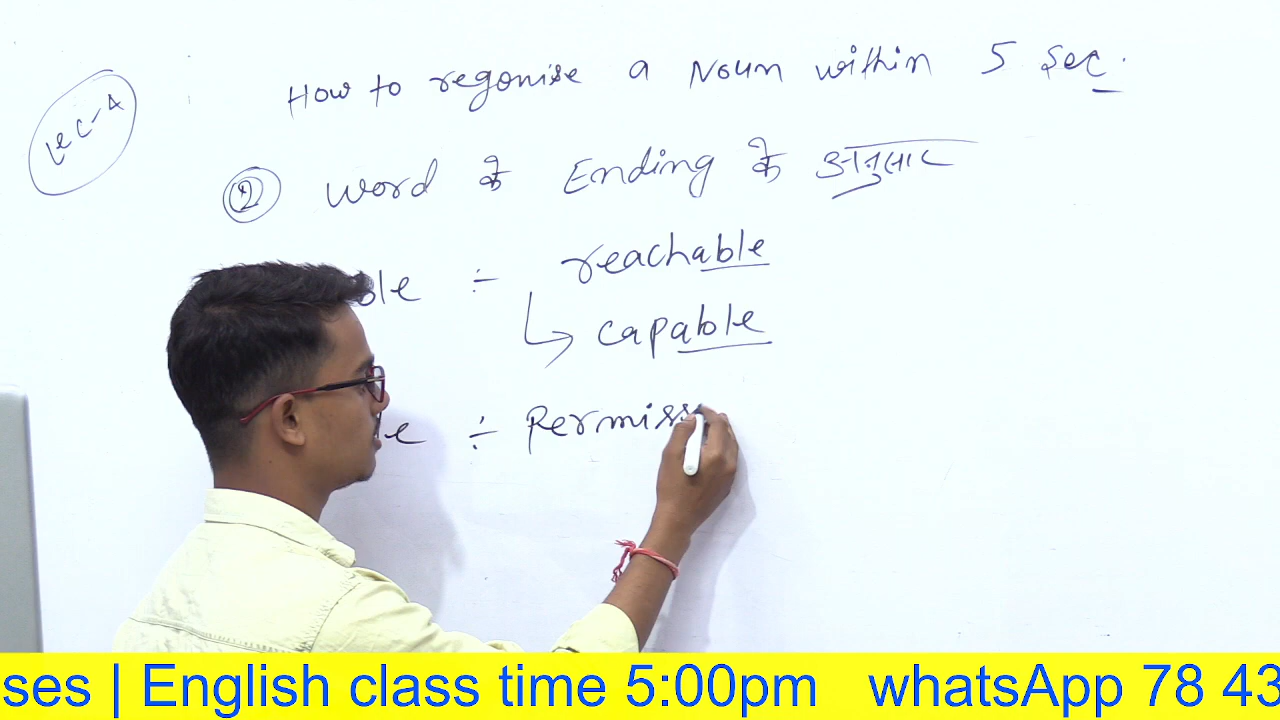 Lec-4
How to regonise a Noun within 5 Sec.
② Word के Ending के अनुसार
ble ÷ reachable
↳ capable
÷ Permiss
ses | English class time 5:00pm whatsApp 78 43